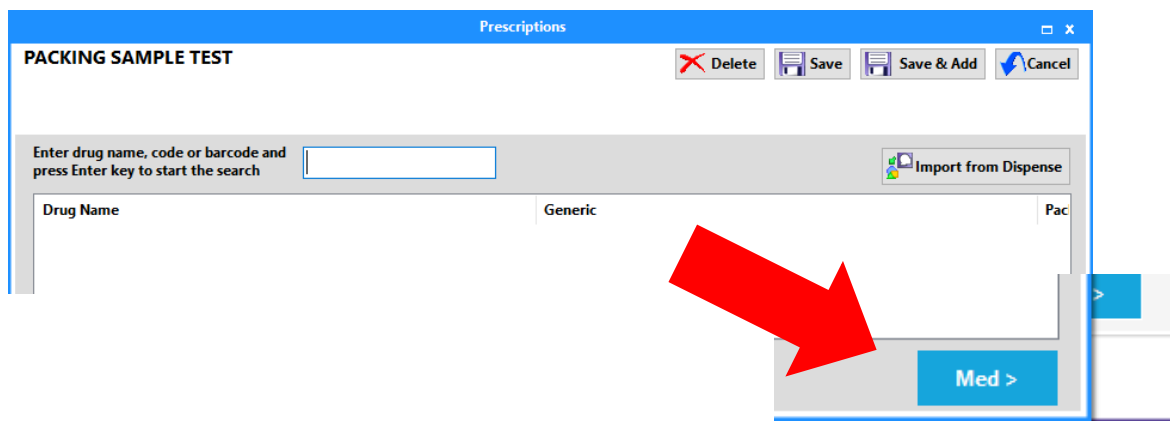 Prescriptions
PACKING SAMPLE TEST
Delete
Save
Save & Add
Cancel
Enter drug name, code or barcode and
press Enter key to start the search
Import from Dispense
Drug Name
Generic
Pac
>
Med >